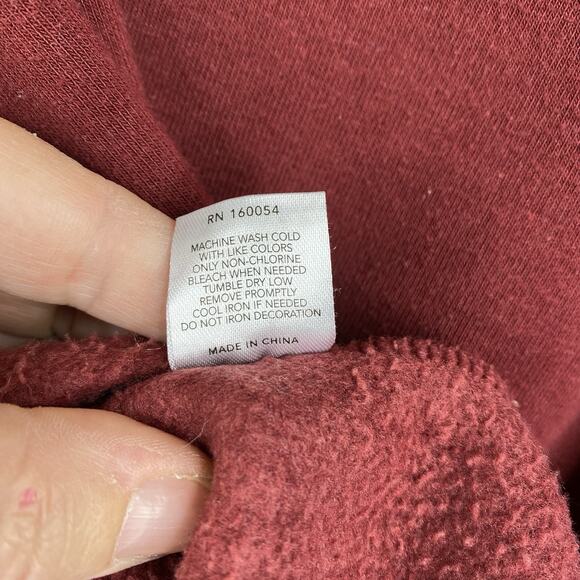 RN 160054
MACHINE WASH COLD
WITH LIKE COLORS
ONLY NON-CHLORINE
BLEACH WHEN NEEDED
TUMBLE DRY LOW
REMOVE PROMPTLY
COOL IRON IF NEEDED
DO NOT IRON DECORATION
MADE IN CHINA